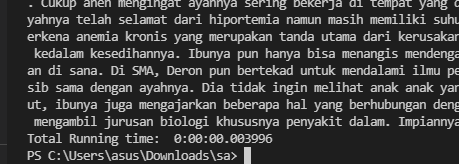 . Cukup aneh mengingat ayahnya sering bekerja di tempat yang d
yahnya telah selamat dari hiportemia namun masih memiliki suhu
erkena anemia kronis yang merupakan tanda utama dari kerusakan
kedalam kesedihannya. Ibunya pun hanya bisa menangis mendenga
an di sana. Di SMA, Deron pun bertekad untuk mendalami ilmu pe
sib sama dengan ayahnya. Dia tidak ingin melihat anak anak yan
ut, ibunya juga mengajarkan beberapa hal yang berhubungan deng
mengambil jurusan biologi khususnya penyakit dalam. Impianny
Total Running time:  0:00:00.003996
PS C:\Users\asus\Downloads\sa>